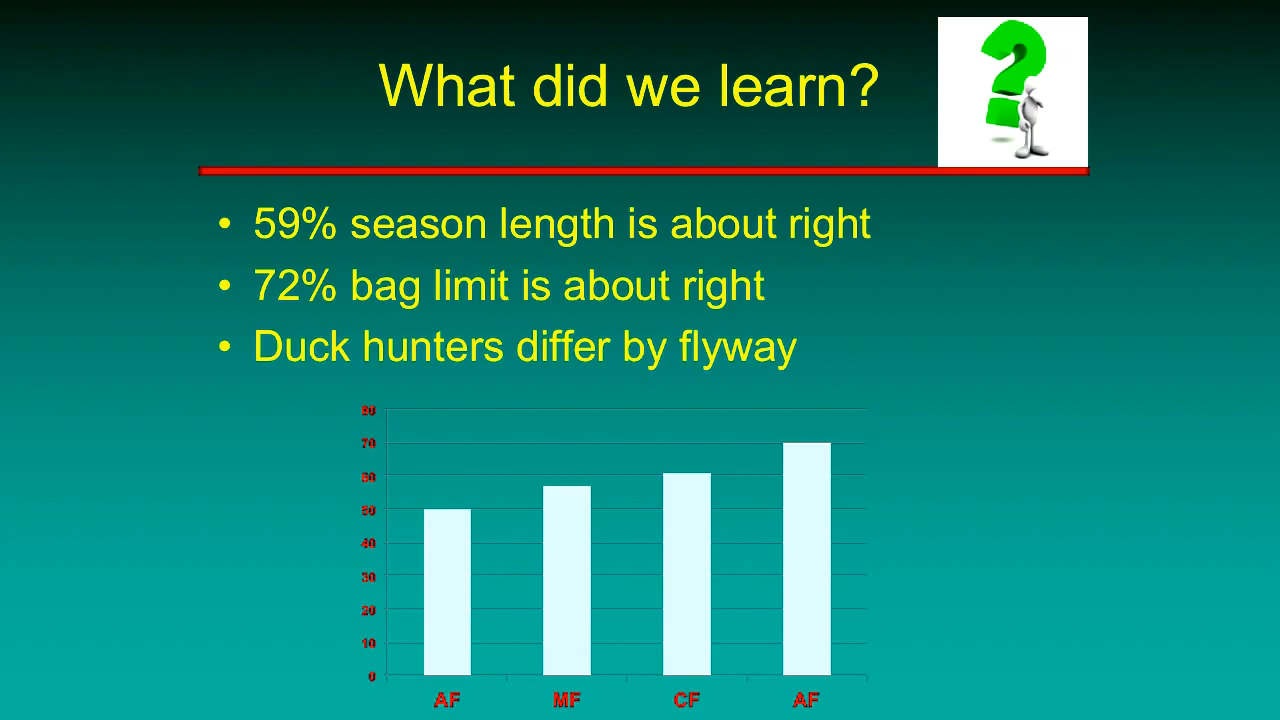 What did we learn?
• 59% season length is about right
• 72% bag limit is about right
• Duck hunters differ by flyway
80
70
60
50
40
30
20
10
0
AF MF CF AF